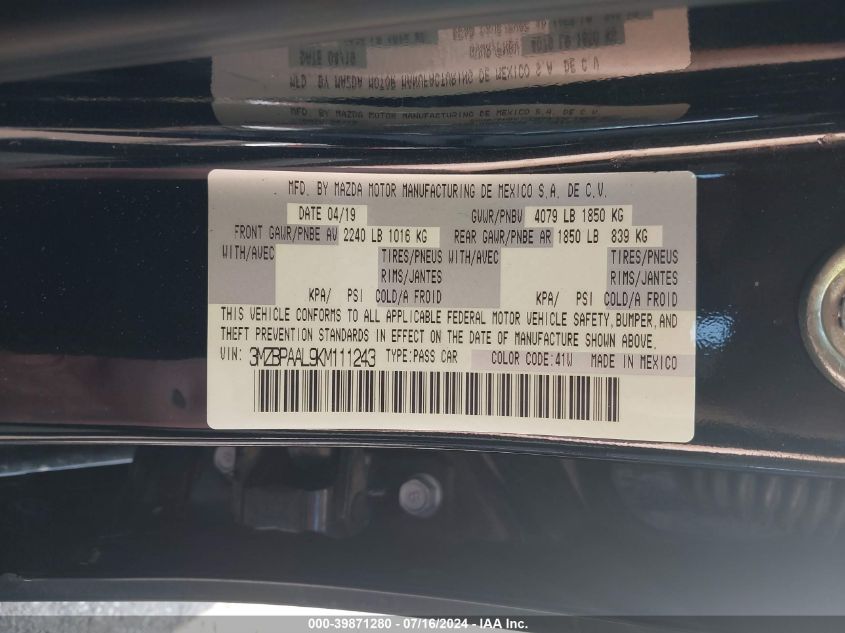 MFD. BY MAZDA MOTOR MANUFACTURING DE MEXICO S.A. DE C.V.
DATE 04/19 GVWR/PNBV 4079 LB 1850 KG
FRONT GAWR/PNBE AV 2240 LB 1016 KG REAR GAWR/PNBE AR 1850 LB 839 KG
WITH/AVEC TIRES/PNEUS WITH/AVEC TIRES/PNEUS
RIMS/JANTES RIMS/JANTES
KPA/ PSI COLD/A FROID KPA/ PSI COLD/A FROID
THIS VEHICLE CONFORMS TO ALL APPLICABLE FEDERAL MOTOR VEHICLE SAFETY, BUMPER, AND
THEFT PREVENTION STANDARDS IN EFFECT ON THE DATE OF MANUFACTURE SHOWN ABOVE.
VIN: 3MZBPAAL9KM111243 TYPE:PASS CAR COLOR CODE:41W MADE IN MEXICO
000-39871280 - 07/16/2024 - IAA Inc.